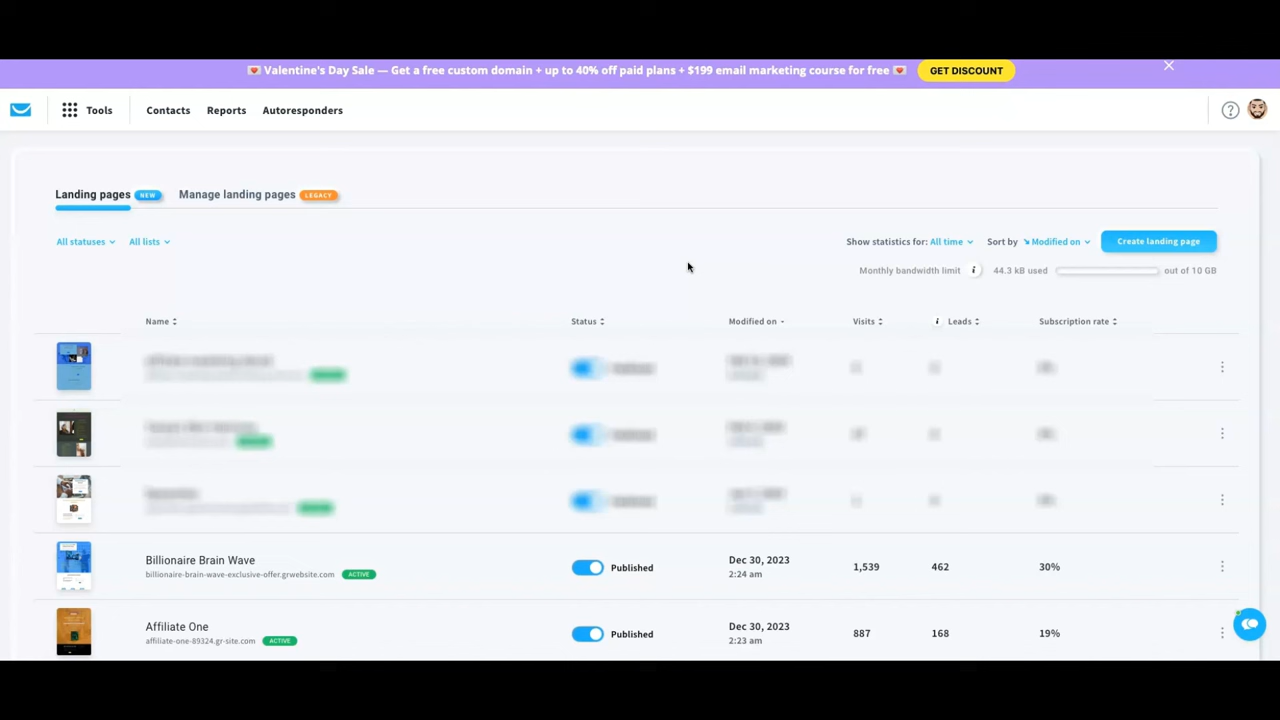 💌 Valentine's Day Sale — Get a free custom domain + up to 40% off paid plans + $199 email marketing course for free 💌 GET DISCOUNT
Tools Contacts Reports Autoresponders
Landing pages NEW Manage landing pages LEGACY
All statuses All lists Show statistics for: All time Sort by Modified on Create landing page
Monthly bandwidth limit i 44.3 kB used out of 10 GB
Name Status Modified on Visits i Leads Subscription rate
Billionaire Brain Wave
billionaire-brain-wave-exclusive-offer.grwebsite.com ACTIVE
Published
Dec 30, 2023
2:24 am
1,539 462 30%
Affiliate One
affiliate-one-89324.gr-site.com ACTIVE
Published
Dec 30, 2023
2:23 am
887 168 19%